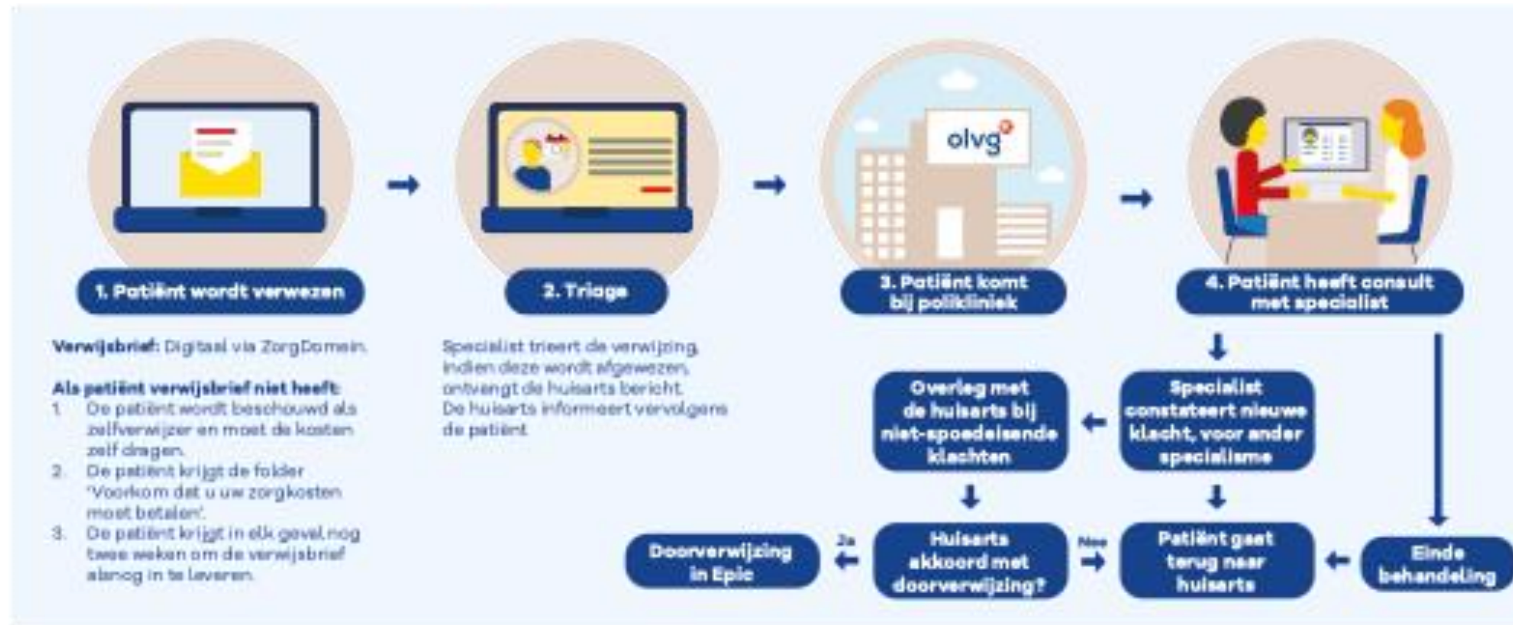 olvg
1. Patiënt wordt verwezen
2. Triage
3. Patiënt komt
bij polikliniek
4. Patiënt heeft consult
met specialist
Verwijsbrief: Digitaal via ZorgDomein.
Als patiënt verwijsbrief niet heeft:
1. De patiënt wordt beschouwd als
zelfverwijzer en moet de kosten
zelf dragen.
2. De patiënt krijgt de folder
'Voorkom dat u uw zorgkosten
moet betalen'.
3. De patiënt krijgt in elk geval nog
twee weken om de verwijsbrief
alsnog in te leveren.
Specialist trieert de verwijzing,
indien deze wordt afgewezen,
ontvangt de huisarts bericht.
De huisarts informeert vervolgens
de patiënt
Overleg met
de huisarts bij
niet-spoedeisende
klachten
Specialist
constateert nieuwe
klacht, voor ander
specialisme
Doorverwijzing
in Epic
Ja
Huisarts
akkoord met
doorverwijzing?
Nee
Patiënt gaat
terug naar
huisarts
Einde
behandeling